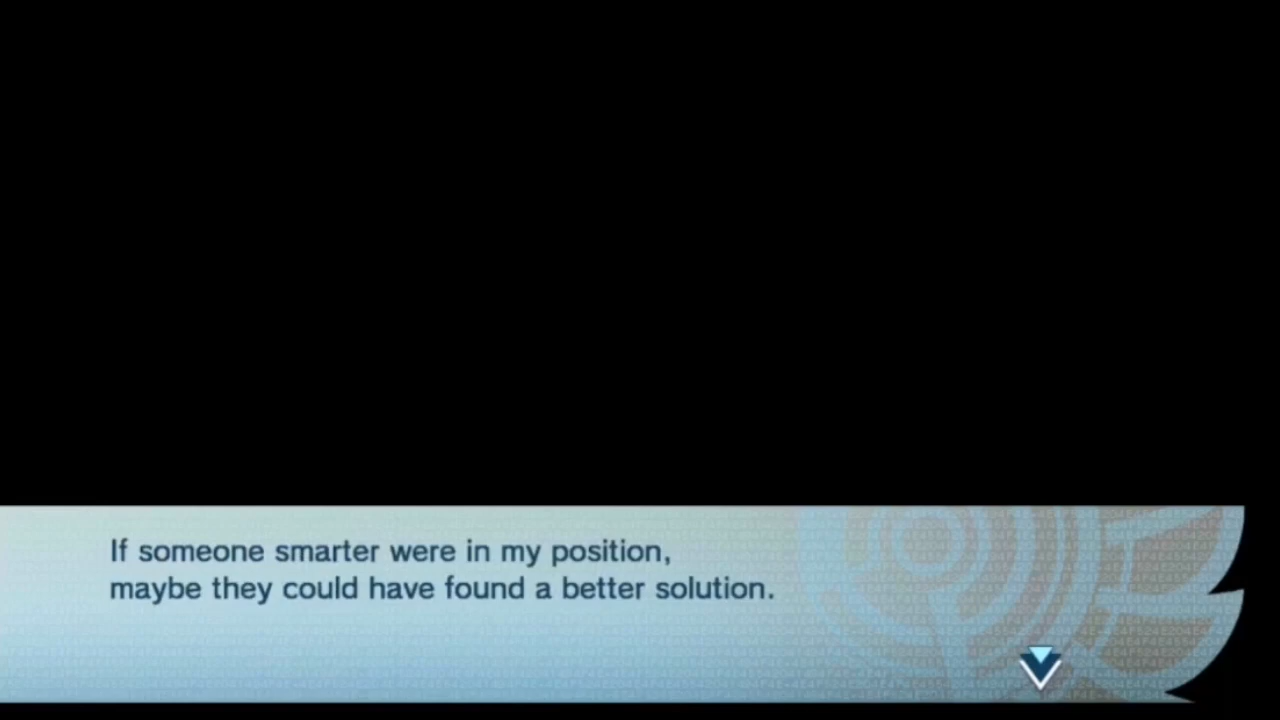 If someone smarter were in my position,
maybe they could have found a better solution.